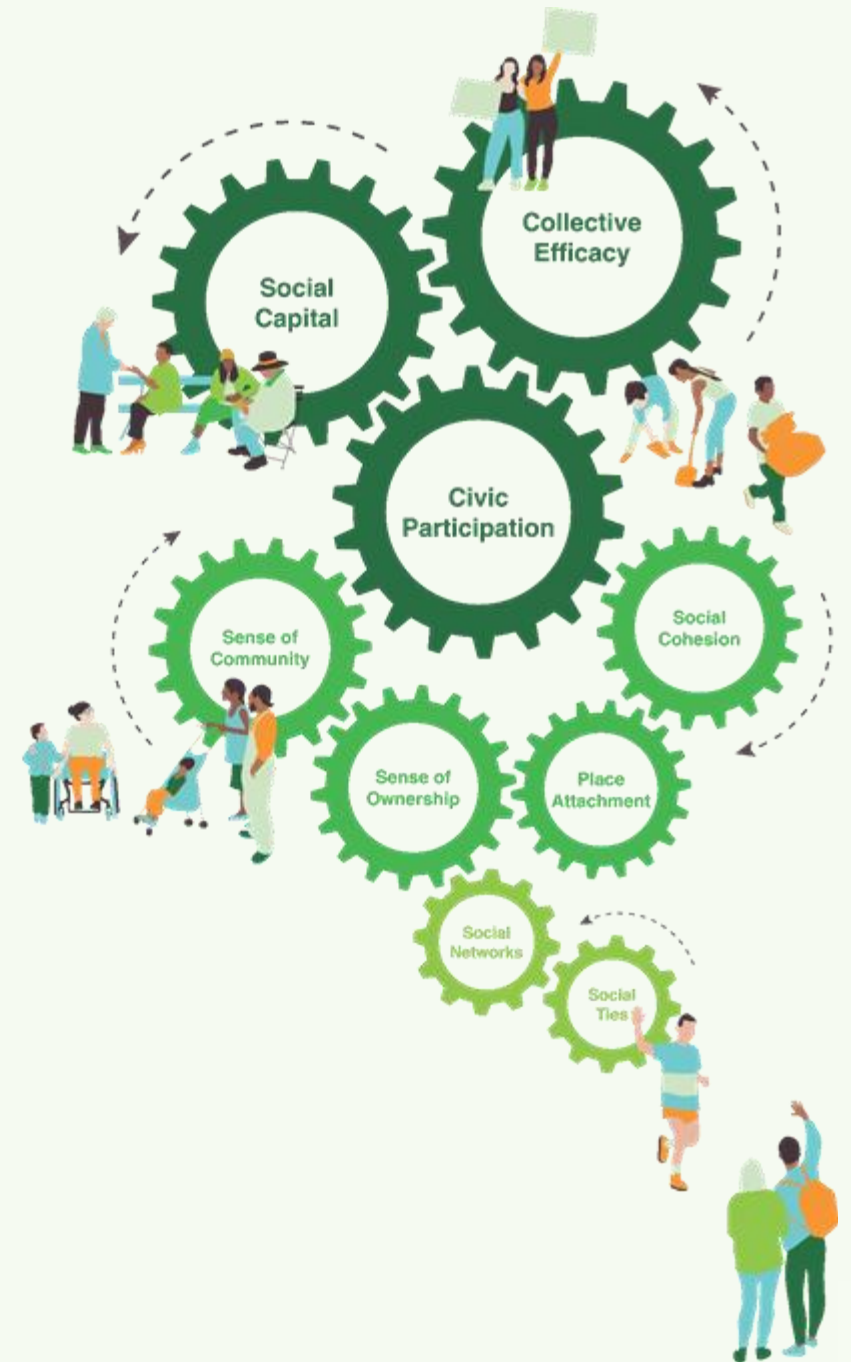 Collective
Efficacy
Social
Capital
Civic
Participation
Social
Cohesion
Sense of
Community
Sense of
Ownership
Place
Attachment
Social
Networks
Social
Ties